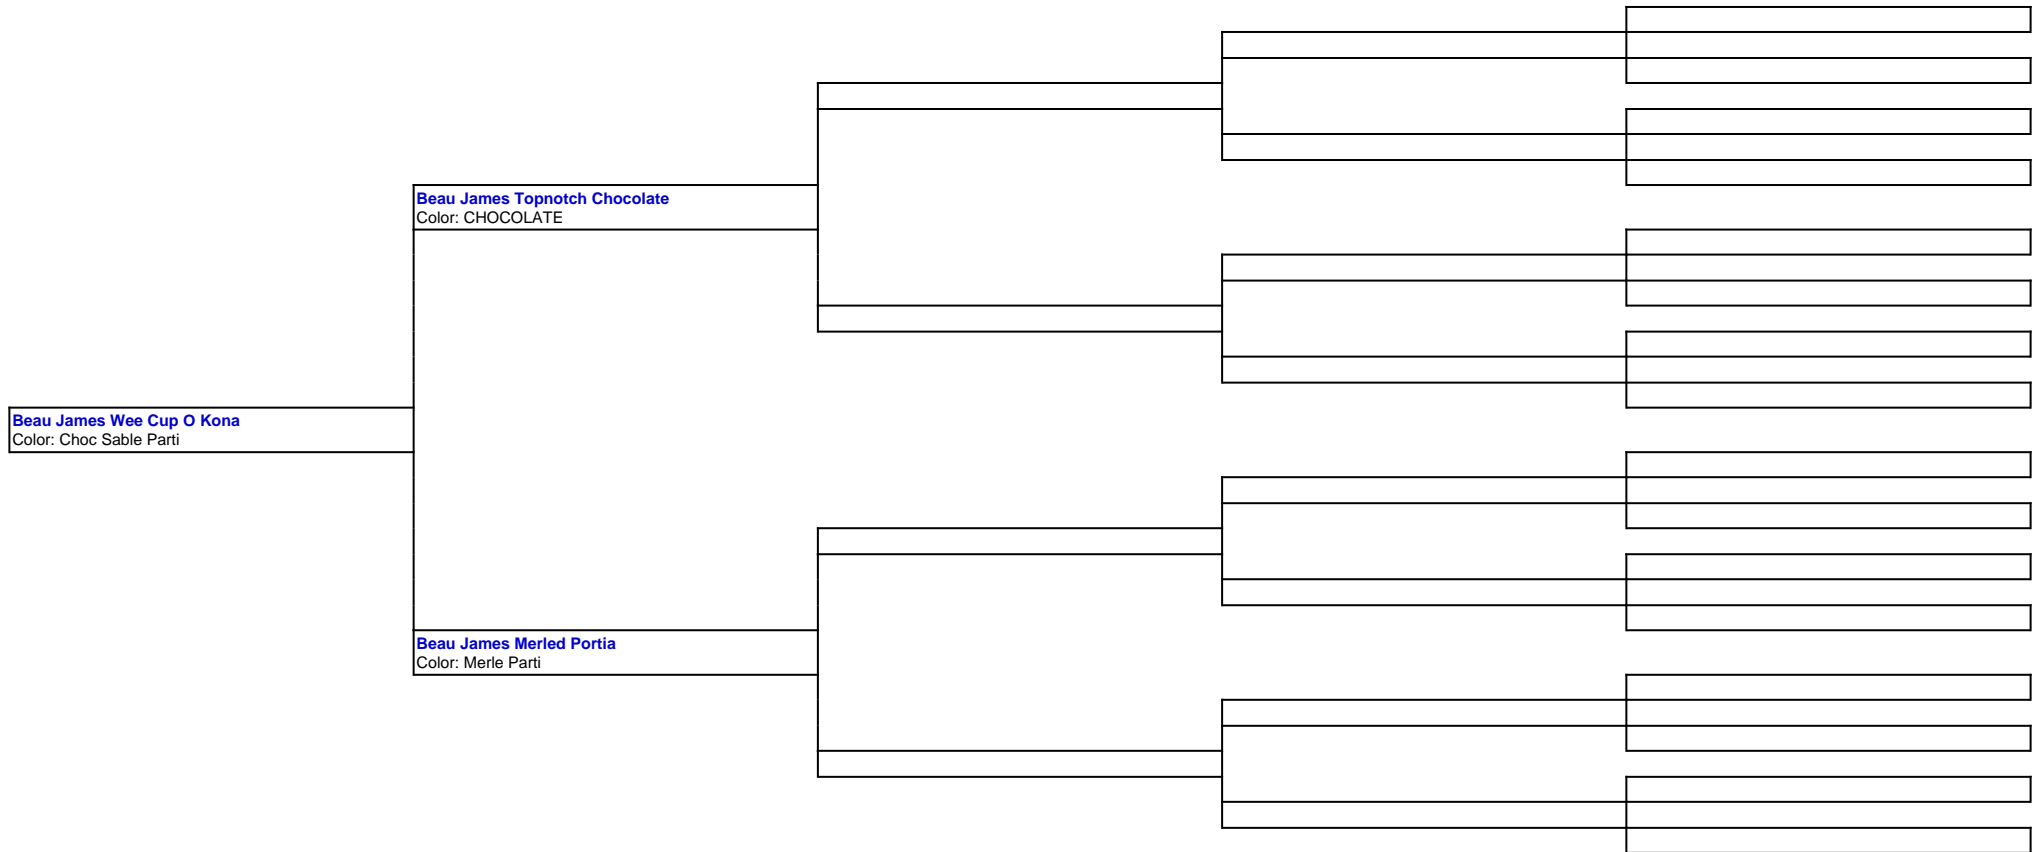 Beau James Topnotch Chocolate
Color: CHOCOLATE
Beau James Wee Cup O Kona
Color: Choc Sable Parti
Beau James Merled Portia
Color: Merle Parti